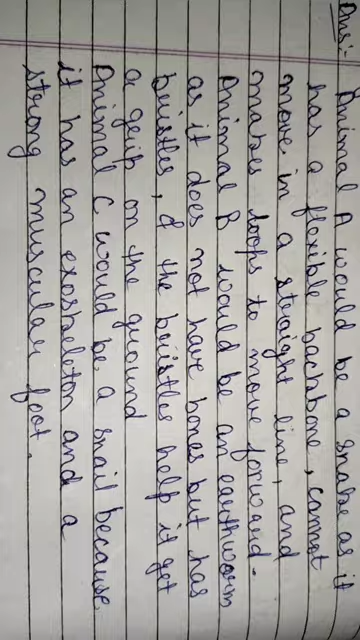 Ans:-
Animal A would be a snake as it
has a flexible backbone, cannot
move in a straight line, and
makes loops to move forward.
Animal B would be an earthworm
as it does not have bones but has
bristles, & the bristles help it get
a grip on the ground
Animal C would be a snail because
it has an exoskeleton and a
strong muscular foot.